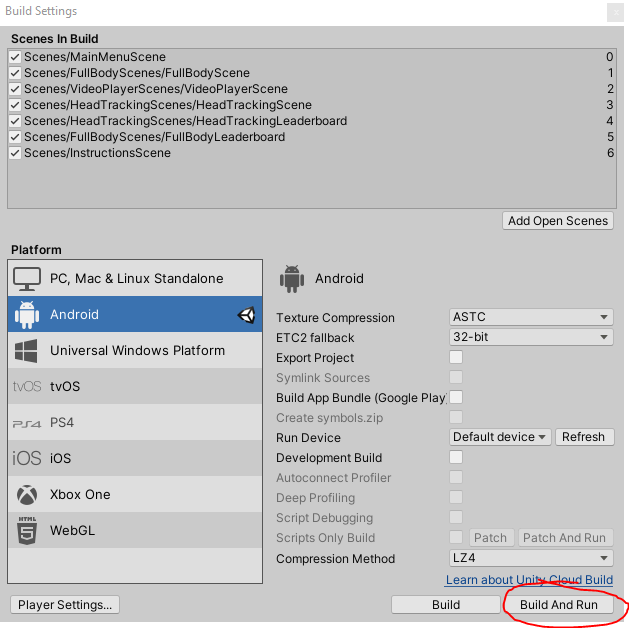 Build Settings
Scenes In Build
Scenes/MainMenuScene 0
Scenes/FullBodyScenes/FullBodyScene 1
Scenes/VideoPlayerScenes/VideoPlayerScene 2
Scenes/HeadTrackingScenes/HeadTrackingScene 3
Scenes/HeadTrackingScenes/HeadTrackingLeaderboard 4
Scenes/FullBodyScenes/FullBodyLeaderboard 5
Scenes/InstructionsScene 6
Add Open Scenes
Platform
PC, Mac & Linux Standalone
Android
Universal Windows Platform
tvOS tvOS
PS4 PS4
iOS iOS
Xbox One
HTML WebGL
Android
Texture Compression ASTC
ETC2 fallback 32-bit
Export Project
Symlink Sources
Build App Bundle (Google Play)
Create symbols.zip
Run Device Default device Refresh
Development Build
Autoconnect Profiler
Deep Profiling
Script Debugging
Scripts Only Build Patch Patch And Run
Compression Method LZ4
Learn about Unity Cloud Build
Player Settings... Build Build And Run